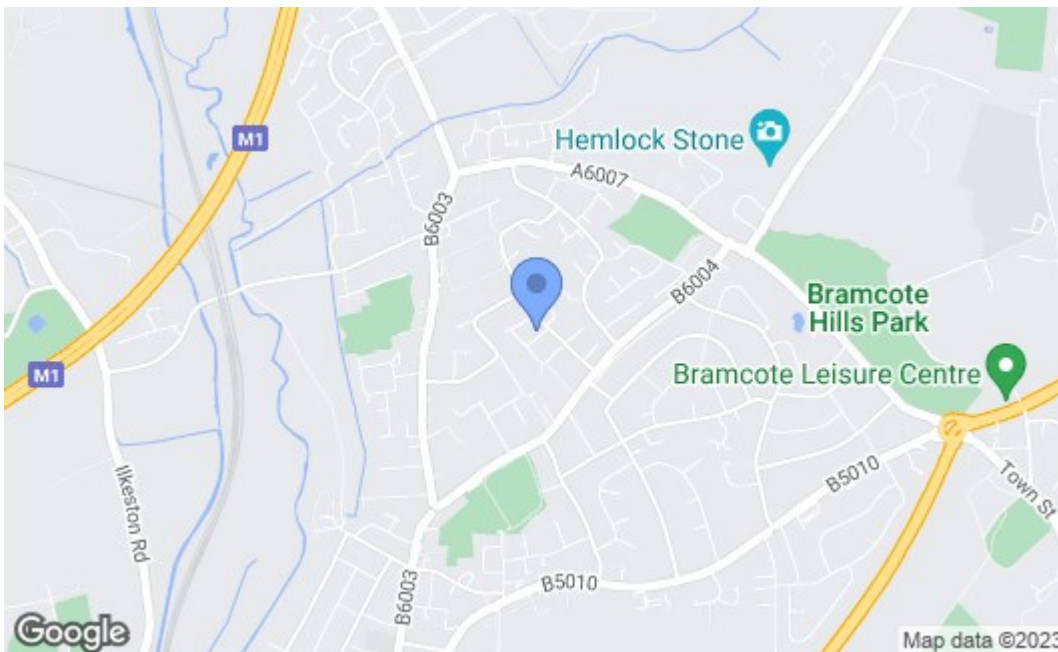 M1
Hemlock Stone
A6007
B6003
B6004
Bramcote
Hills Park
M1
Bramcote Leisure Centre
Ilkeston Rd
B5010
Town St
B6003
B5010
Google
Map data ©2023